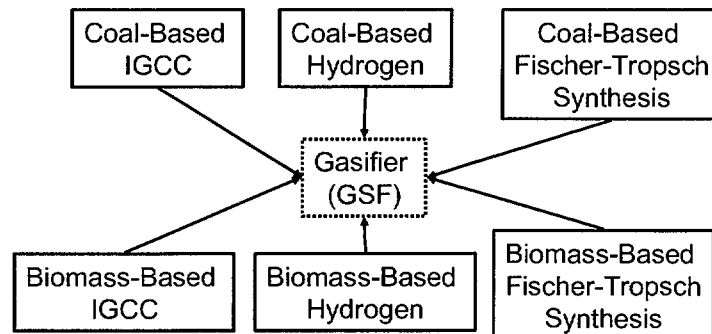 Coal-Based
IGCC
Coal-Based
Hydrogen
Coal-Based
Fischer-Tropsch
Synthesis
Gasifier
(GSF)
Biomass-Based
IGCC
Biomass-Based
Hydrogen
Biomass-Based
Fischer-Tropsch
Synthesis